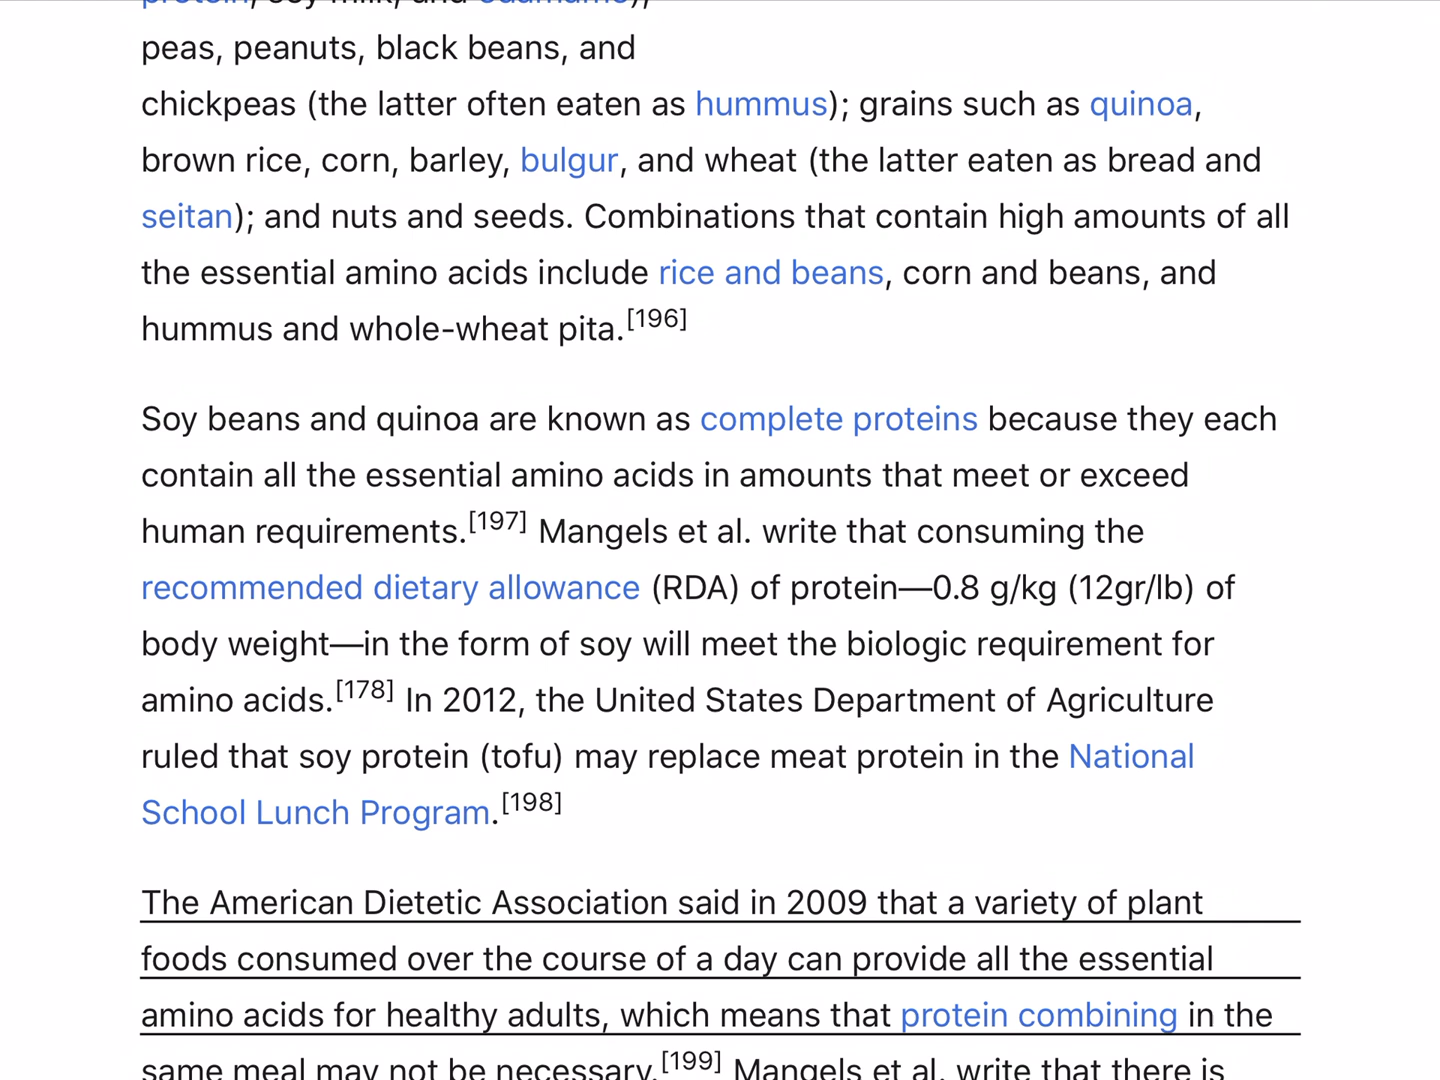 protein, soy milk, and edamame),
peas, peanuts, black beans, and
chickpeas (the latter often eaten as hummus); grains such as quinoa,
brown rice, corn, barley, bulgur, and wheat (the latter eaten as bread and
seitan); and nuts and seeds. Combinations that contain high amounts of all
the essential amino acids include rice and beans, corn and beans, and
hummus and whole-wheat pita.[196]
Soy beans and quinoa are known as complete proteins because they each
contain all the essential amino acids in amounts that meet or exceed
human requirements.[197] Mangels et al. write that consuming the
recommended dietary allowance (RDA) of protein—0.8 g/kg (12gr/lb) of
body weight—in the form of soy will meet the biologic requirement for
amino acids.[178] In 2012, the United States Department of Agriculture
ruled that soy protein (tofu) may replace meat protein in the National
School Lunch Program.[198]
The American Dietetic Association said in 2009 that a variety of plant
foods consumed over the course of a day can provide all the essential
amino acids for healthy adults, which means that protein combining in the
same meal may not be necessary.[199] Mangels et al. write that there is